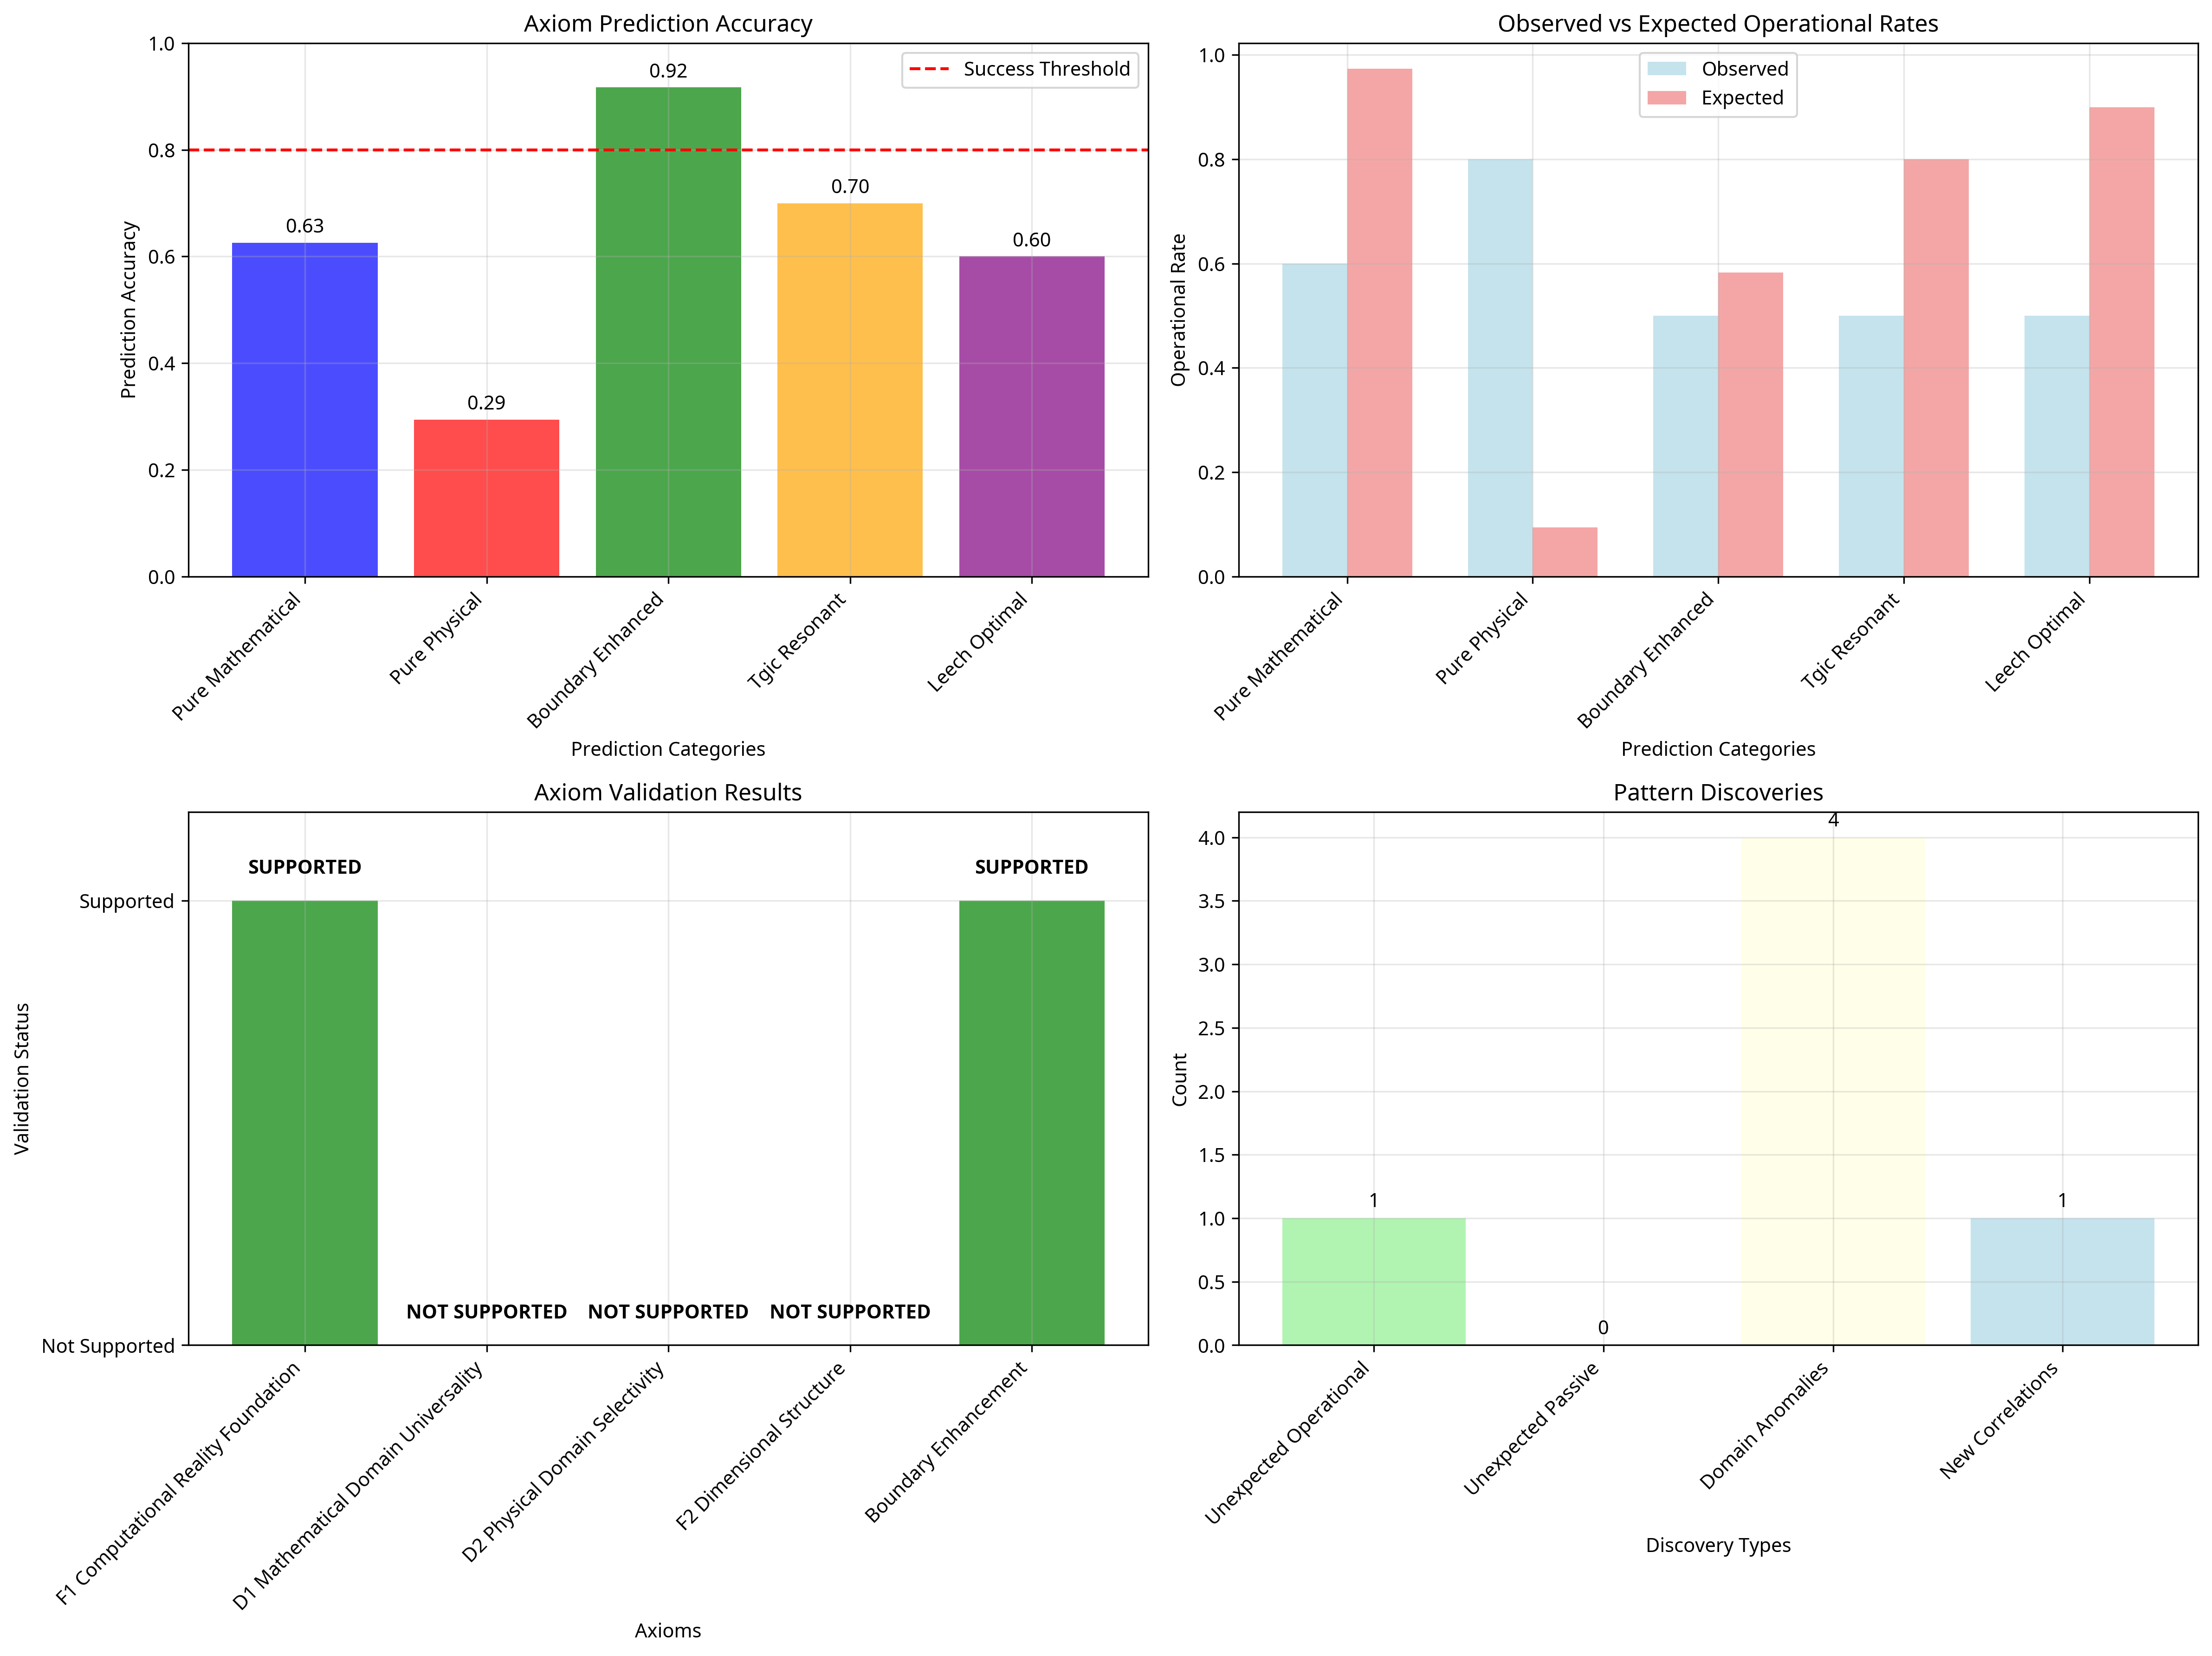 Axiom Prediction Accuracy
Success Threshold
Prediction Accuracy
1.0
0.8
0.6
0.4
0.2
0.0
0.63
0.29
0.92
0.70
0.60
Pure Mathematical
Pure Physical
Boundary Enhanced
Tgic Resonant
Leech Optimal
Prediction Categories
Observed vs Expected Operational Rates
Observed
Expected
Operational Rate
1.0
0.8
0.6
0.4
0.2
0.0
Pure Mathematical
Pure Physical
Boundary Enhanced
Tgic Resonant
Leech Optimal
Prediction Categories
Axiom Validation Results
Validation Status
Supported
Not Supported
SUPPORTED
NOT SUPPORTED
NOT SUPPORTED
NOT SUPPORTED
SUPPORTED
F1 Computational Reality Foundation
D1 Mathematical Domain Universality
D2 Physical Domain Selectivity
F2 Dimensional Structure
Boundary Enhancement
Axioms
Pattern Discoveries
Count
4.0
3.5
3.0
2.5
2.0
1.5
1.0
0.5
0.0
1
0
4
1
Unexpected Operational
Unexpected Passive
Domain Anomalies
New Correlations
Discovery Types